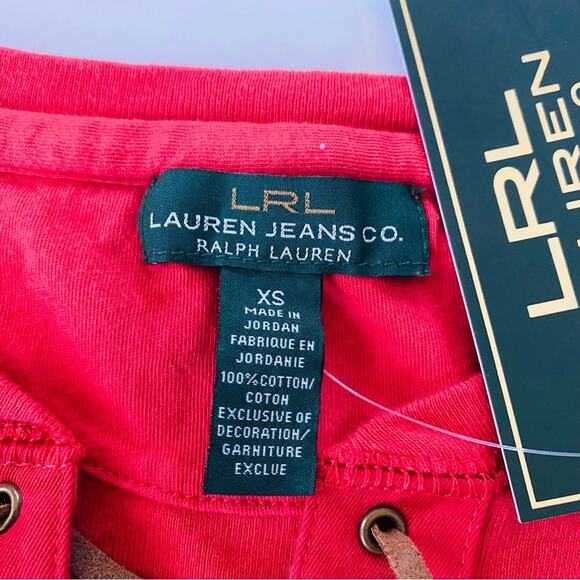 LRL
LAUREN JEANS CO.
RALPH LAUREN
XS
MADE IN
JORDAN
FABRIQUE EN
JORDANIE
100% COTTON/
COTON
EXCLUSIVE OF
DECORATION/
GARNITURE
EXCLUE
LRL